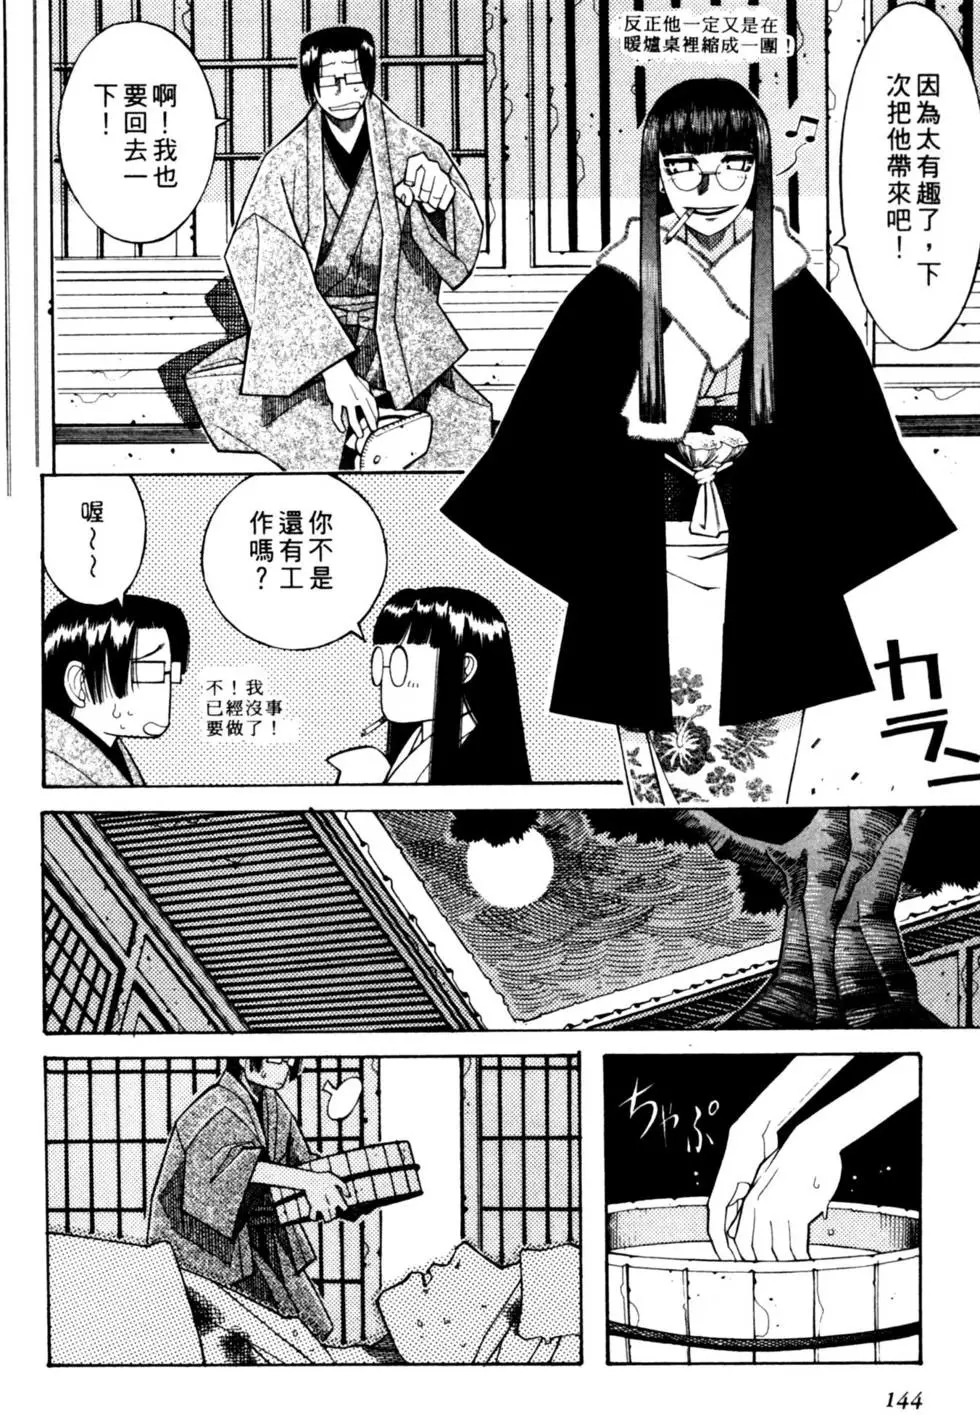 因為太有趣了，下
次把他帶來吧！
反正他一定又是在
暖爐桌裡縮成一團！
啊！我也
要回去一
下！
カラン
你不是
還有工
作嗎？
喔～～
不！我
已經沒事
要做了！
ちゃぷ
144